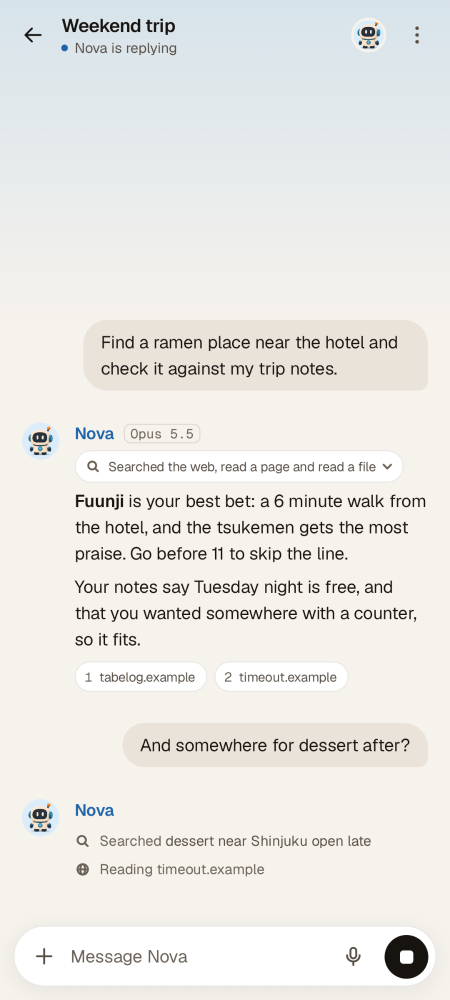 Weekend trip
Nova is replying
Find a ramen place near the hotel and
check it against my trip notes.
Nova Opus 5.5
Searched the web, read a page and read a file
Fuunji is your best bet: a 6 minute walk from
the hotel, and the tsukemen gets the most
praise. Go before 11 to skip the line.
Your notes say Tuesday night is free, and
that you wanted somewhere with a counter,
so it fits.
1 tabelog.example 2 timeout.example
And somewhere for dessert after?
Nova
Searched dessert near Shinjuku open late
Reading timeout.example
Message Nova